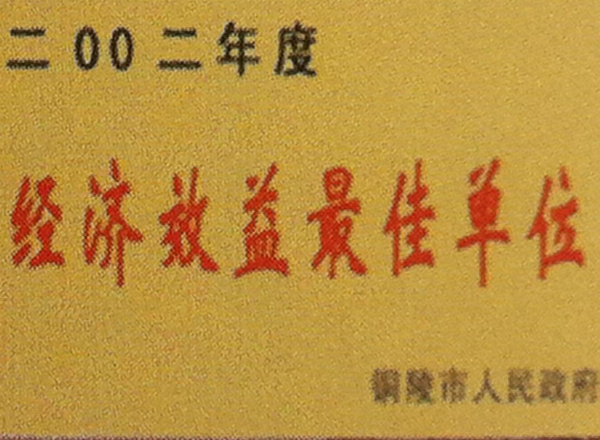 二00二年度
经济效益最佳单位
铜陵市人民政府